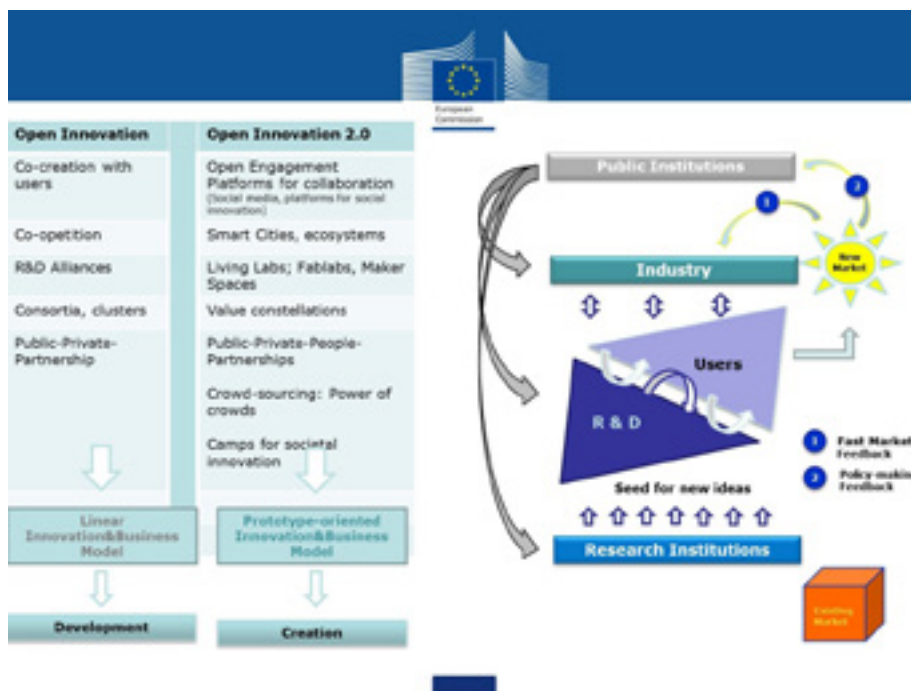 European
Commission
Open Innovation
Open Innovation 2.0
Co-creation with
users
Open Engagement
Platforms for collaboration
(Social media, platforms for social
innovation)
Co-opetition
Smart Cities, ecosystems
R&D Alliances
Living Labs; Fablabs, Maker
Spaces
Consortia, clusters
Value constellations
Public-Private-
Partnership
Public-Private-People-
Partnerships
Crowd-sourcing: Power of
crowds
Camps for societal
innovation
Linear
Innovation&Business
Model
Prototype-oriented
Innovation&Business
Model
Development
Creation
Public Institutions
1
2
Industry
New
Market
Users
R & D
1
Fast Market
Feedback
2
Policy-making
Feedback
Seed for new ideas
Research Institutions
Existing
Market